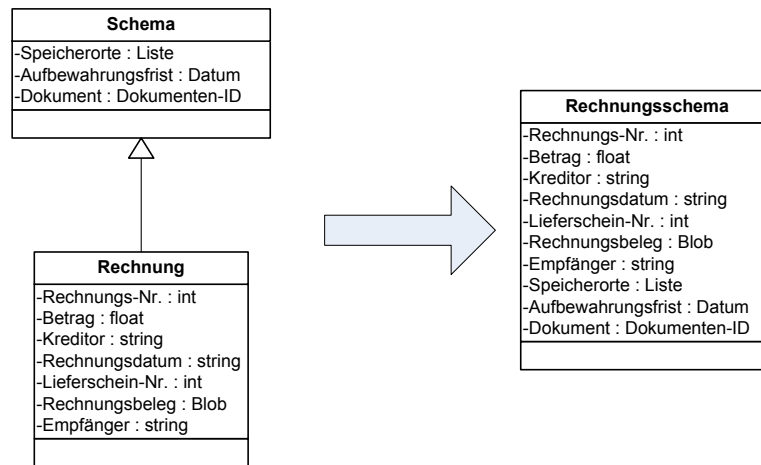 Schema
-Speicherorte : Liste
-Aufbewahrungsfrist : Datum
-Dokument : Dokumenten-ID
Rechnung
-Rechnungs-Nr. : int
-Betrag : float
-Kreditor : string
-Rechnungsdatum : string
-Lieferschein-Nr. : int
-Rechnungsbeleg : Blob
-Empfänger : string
Rechnungsschema
-Rechnungs-Nr. : int
-Betrag : float
-Kreditor : string
-Rechnungsdatum : string
-Lieferschein-Nr. : int
-Rechnungsbeleg : Blob
-Empfänger : string
-Speicherorte : Liste
-Aufbewahrungsfrist : Datum
-Dokument : Dokumenten-ID